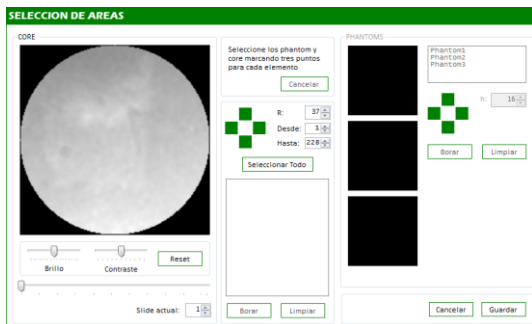 SELECCION DE AREAS
CORE
Seleccione los phantom y
core marcando tres puntos
para cada elemento
Cancelar
R: 37
Desde: 1
Hasta: 228
Seleccionar Todo
Borar
Limpiar
Brillo
Contraste
Reset
Slide actual: 1
PHANTOMS
Phantom1
Phantom2
Phantom3
h: 16
Borar
Limpiar
Cancelar
Guardar